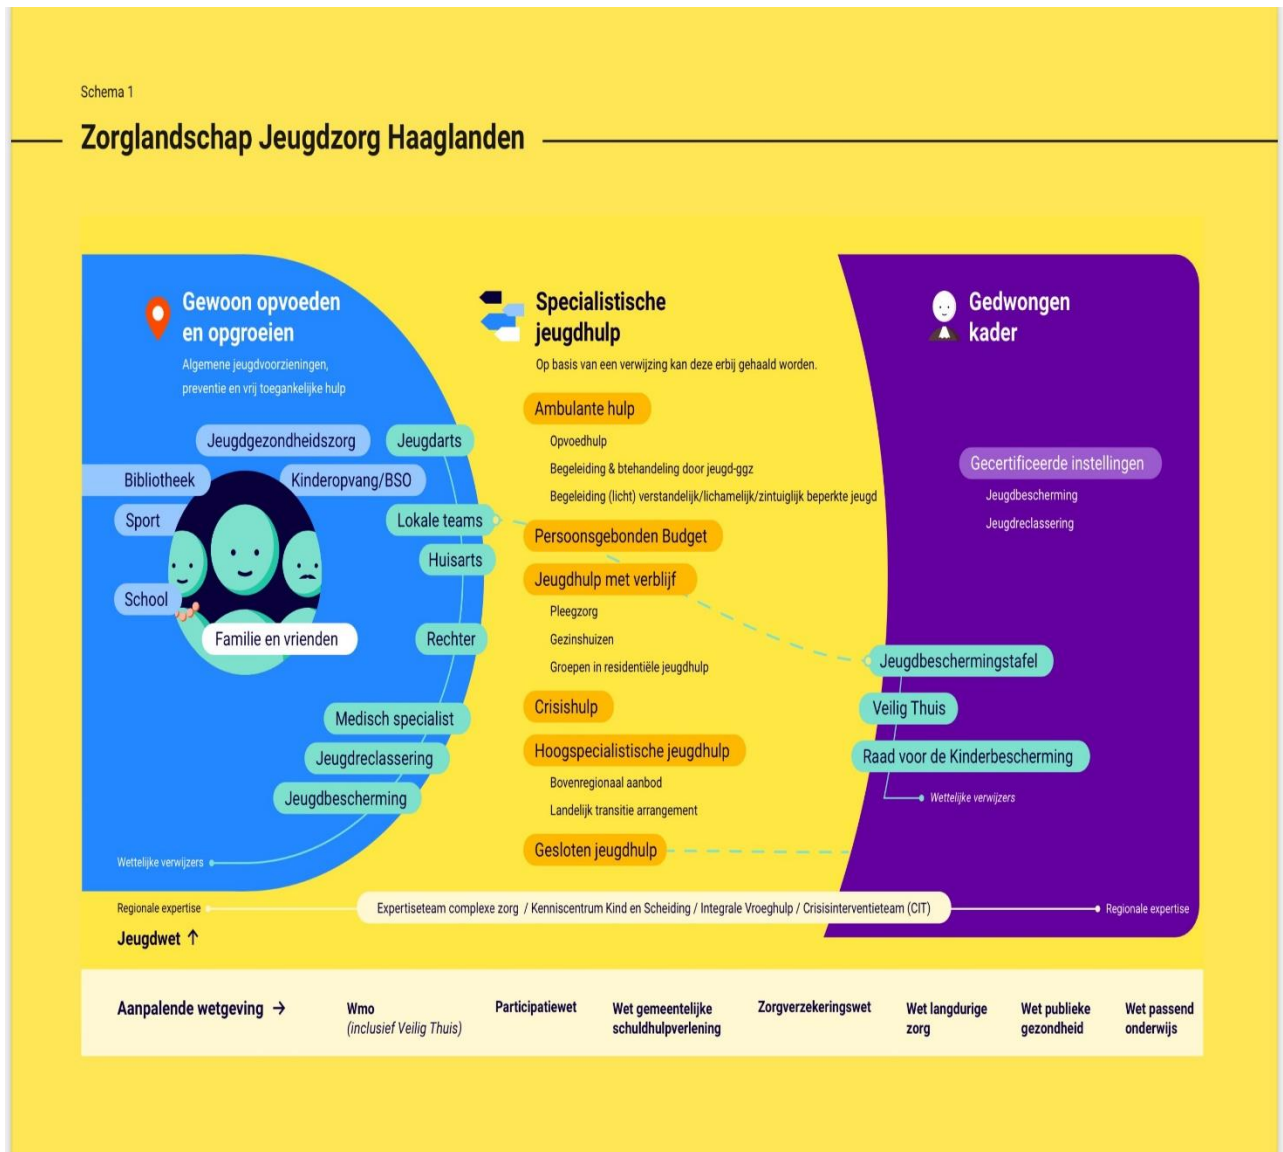 Schema 1
Zorglandschap Jeugdzorg Haaglanden
Gewoon opvoeden
en opgroeien
Algemene jeugdvoorzieningen,
preventie en vrij toegankelijke hulp
Jeugdgezondheidszorg
Jeugdarts
Bibliotheek
Kinderopvang/BSO
Sport
Lokale teams
Huisarts
School
Familie en vrienden
Rechter
Medisch specialist
Jeugdreclassering
Jeugdbescherming
Wettelijke verwijzers
Specialistische
jeugdhulp
Op basis van een verwijzing kan deze erbij gehaald worden.
Ambulante hulp
Opvoedhulp
Begeleiding & btehandeling door jeugd-ggz
Begeleiding (licht) verstandelijk/lichamelijk/zintuiglijk beperkte jeugd
Persoonsgebonden Budget
Jeugdhulp met verblijf
Pleegzorg
Gezinshuizen
Groepen in residentiële jeugdhulp
Crisishulp
Hoogspecialistische jeugdhulp
Bovenregionaal aanbod
Landelijk transitie arrangement
Gesloten jeugdhulp
Gedwongen
kader
Gecertificeerde instellingen
Jeugdbescherming
Jeugdreclassering
Jeugdbeschermingstafel
Veilig Thuis
Raad voor de Kinderbescherming
Wettelijke verwijzers
Regionale expertise
Expertiseteam complexe zorg / Kenniscentrum Kind en Scheiding / Integrale Vroeghulp / Crisisinterventieteam (CIT)
Regionale expertise
Jeugdwet ↑
Aanpalende wetgeving →
Wmo
(inclusief Veilig Thuis)
Participatiewet
Wet gemeentelijke
schuldhulpverlening
Zorgverzekeringswet
Wet langdurige
zorg
Wet publieke
gezondheid
Wet passend
onderwijs